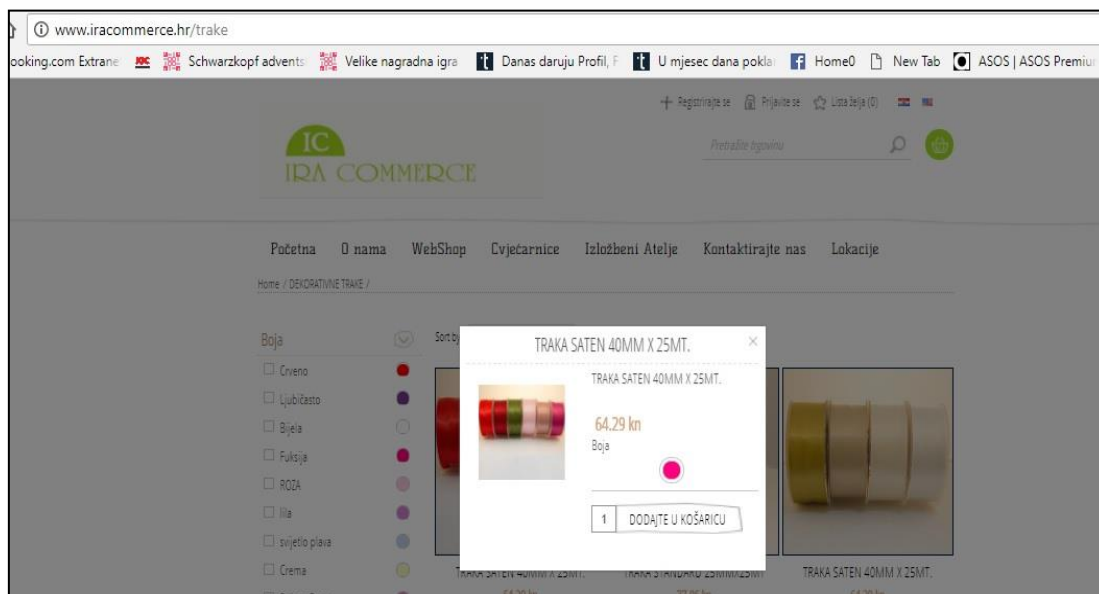 www.iracommerce.hr/trake
ooking.com Extrane
Schwarzkopf advents
Velike nagradna igra
Danas daruju Profil, F
U mjesec dana pokla
Home0
New Tab
ASOS | ASOS Premiu
Registrirajte se
Prijavite se
Lista želja (0)
IC
IRA COMMERCE
Pretražite trgovinu
Početna
O nama
WebShop
Cvjećarnice
Izložbeni Atelje
Kontaktirajte nas
Lokacije
Home / DEKORATIVNE TRAKE /
Boja
Sort by
Crveno
Ljubičasto
Bijela
Fuksija
ROZA
lila
svijetlo plava
Crema
TRAKA SATEN 40MM X 25MT.
×
TRAKA SATEN 40MM X 25MT.
64.29 kn
Boja
1
DODAJTE U KOŠARICU
TRAKA SATEN 40MM X 25MT.
TRAKA STANDARD 25MMX25MT
TRAKA SATEN 40MM X 25MT.